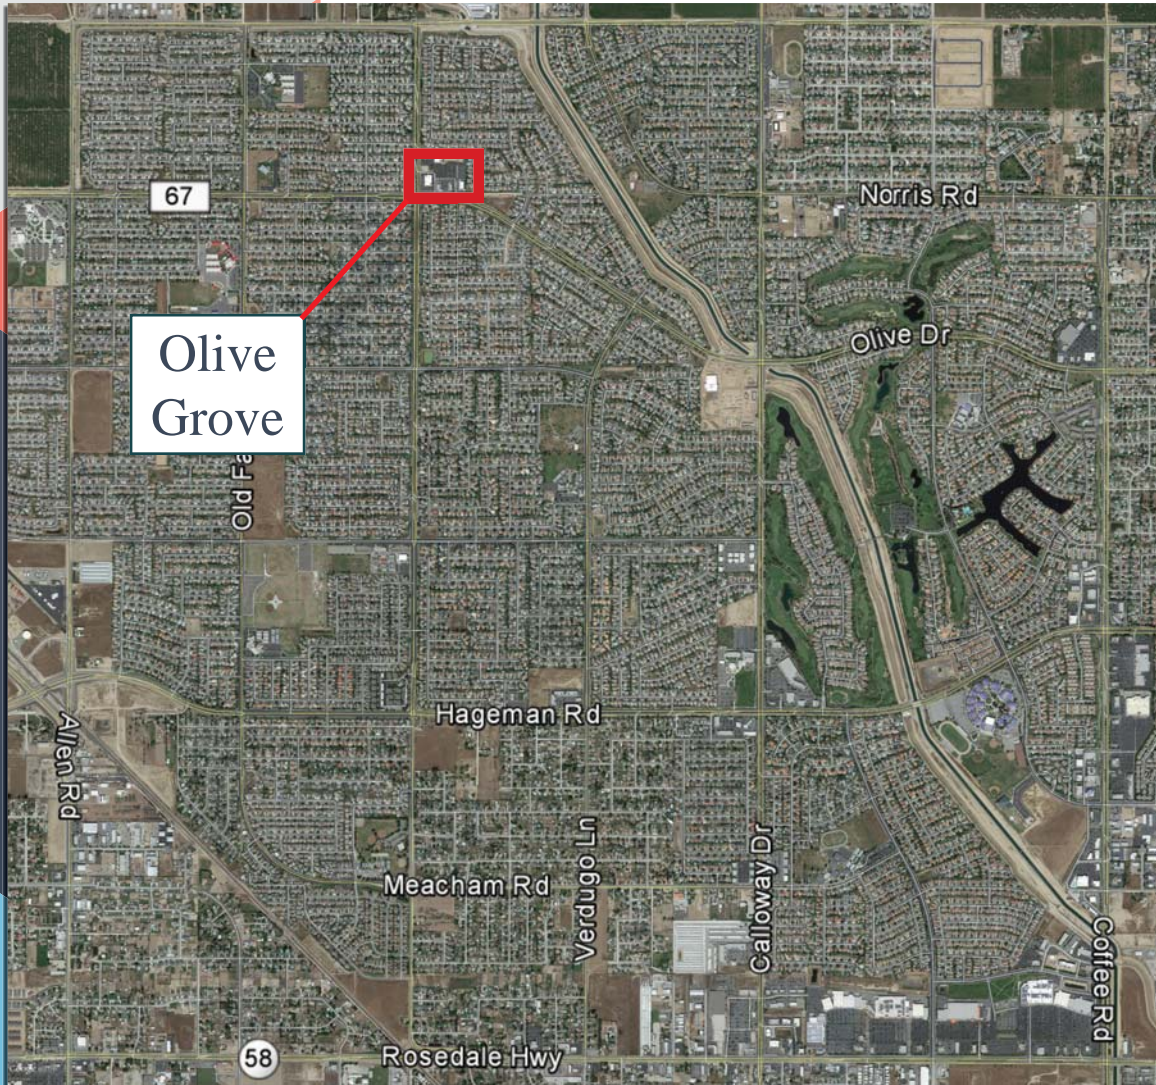 67
Norris Rd
Olive Dr
Olive
Grove
Old Fa
Hageman Rd
Allen Rd
Meacham Rd
Verdugo Ln
Calloway Dr
Coffee Rd
58
Rosedale Hwy